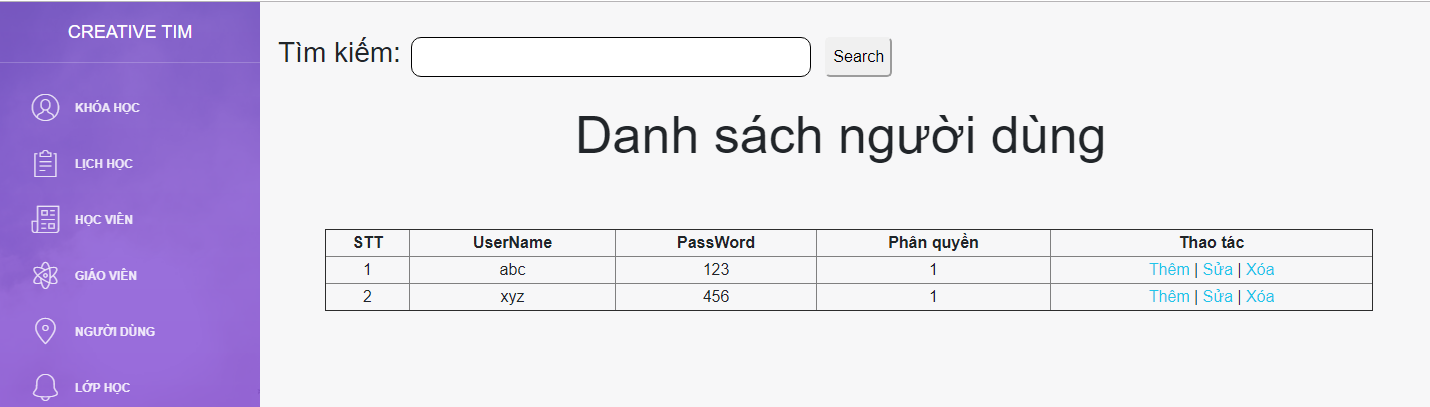 CREATIVE TIM
KHÓA HỌC
LỊCH HỌC
HỌC VIÊN
GIÁO VIÊN
NGƯỜI DÙNG
LỚP HỌC
Tìm kiếm: Search
Danh sách người dùng
STT UserName PassWord Phân quyền Thao tác
1 abc 123 1 Thêm | Sửa | Xóa
2 xyz 456 1 Thêm | Sửa | Xóa